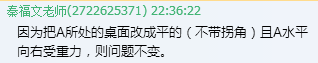 秦福文老师(2722625371) 22:36:22
因为把A所处的桌面改成平的（不带拐角）且A水平
向右受重力，则问题不变。